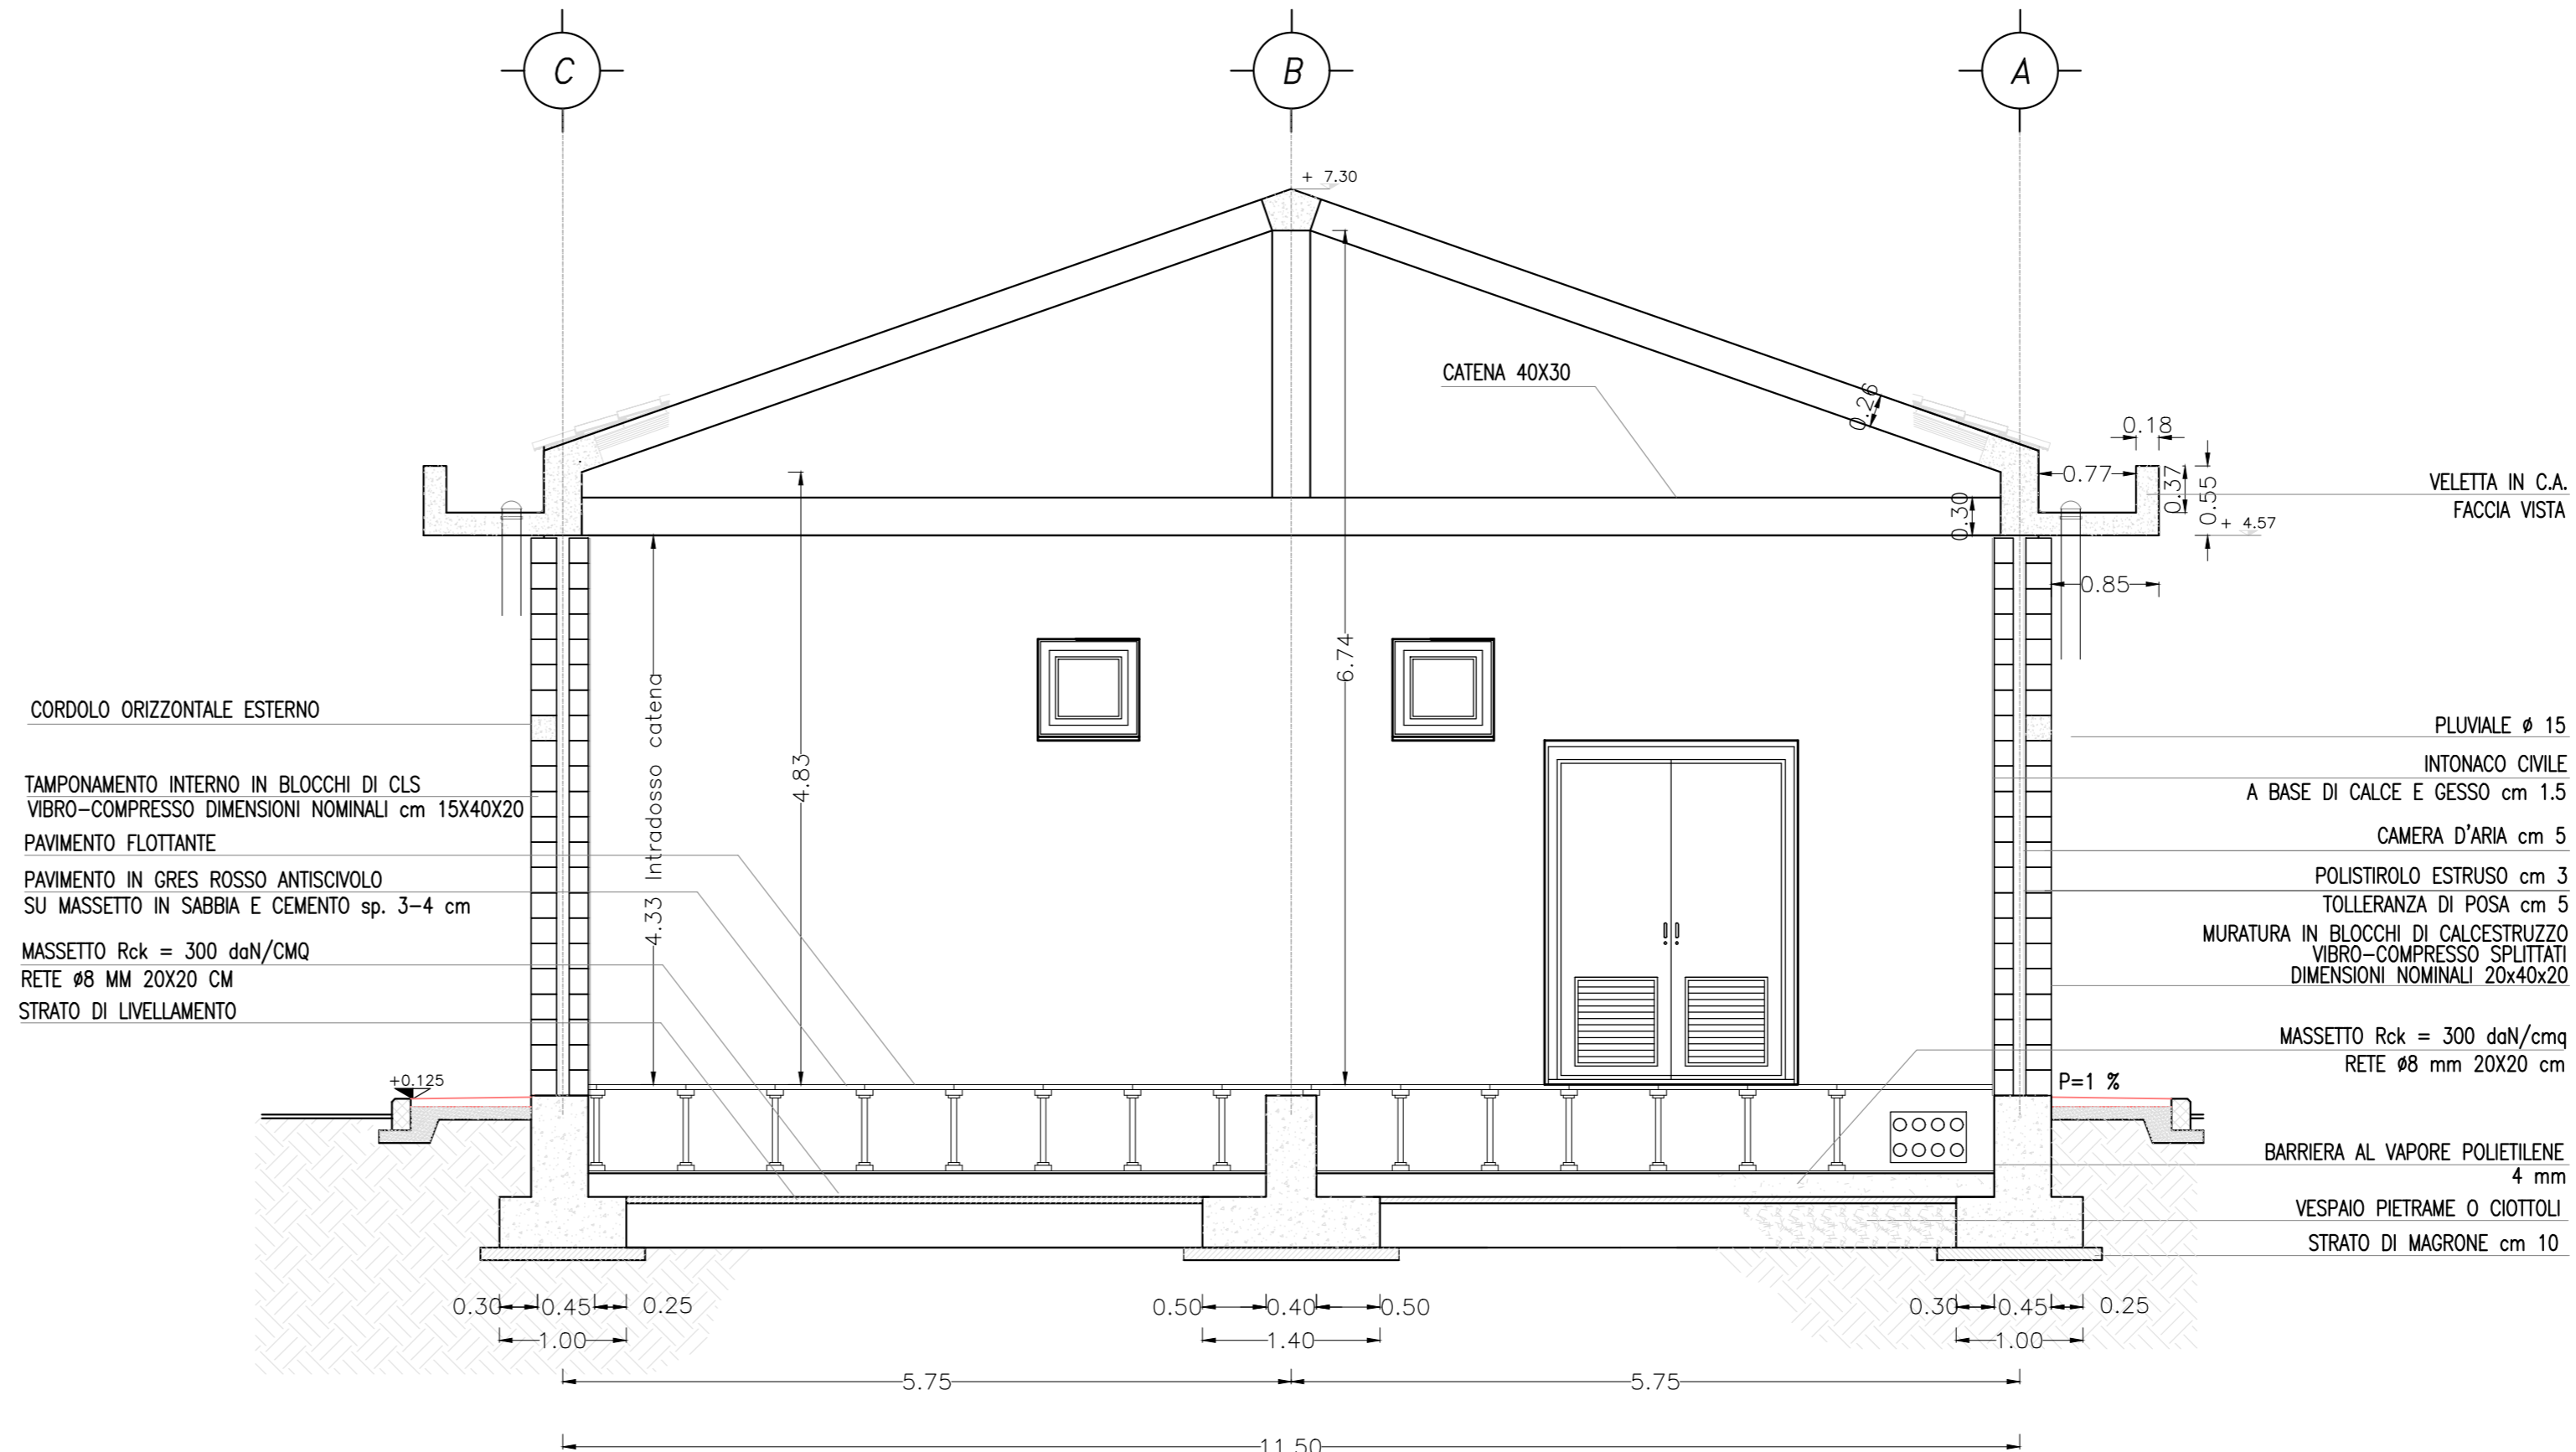 C
B
A
+ 7.30
CATENA 40X30
0.26
0.18
0.77
0.37
0.55
VELETTA IN C.A.
FACCIA VISTA
0.30
+ 4.57
0.85
6.74
4.83
4.33 Intradosso catena
CORDOLO ORIZZONTALE ESTERNO
TAMPONAMENTO INTERNO IN BLOCCHI DI CLS
VIBRO-COMPRESSO DIMENSIONI NOMINALI cm 15X40X20
PAVIMENTO FLOTTANTE
PAVIMENTO IN GRES ROSSO ANTISCIVOLO
SU MASSETTO IN SABBIA E CEMENTO sp. 3-4 cm
MASSETTO Rck = 300 daN/CMQ
RETE ø8 MM 20X20 CM
STRATO DI LIVELLAMENTO
+0.125
PLUVIALE ø 15
INTONACO CIVILE
A BASE DI CALCE E GESSO cm 1.5
CAMERA D'ARIA cm 5
POLISTIROLO ESTRUSO cm 3
TOLLERANZA DI POSA cm 5
MURATURA IN BLOCCHI DI CALCESTRUZZO
VIBRO-COMPRESSO SPLITTATI
DIMENSIONI NOMINALI 20x40x20
MASSETTO Rck = 300 daN/cmq
RETE ø8 mm 20X20 cm
P=1 %
BARRIERA AL VAPORE POLIETILENE
4 mm
VESPAIO PIETRAME O CIOTTOLI
STRATO DI MAGRONE cm 10
0.30 0.45 0.25
1.00
0.50 0.40 0.50
1.40
0.30 0.45 0.25
1.00
5.75
5.75
11.50